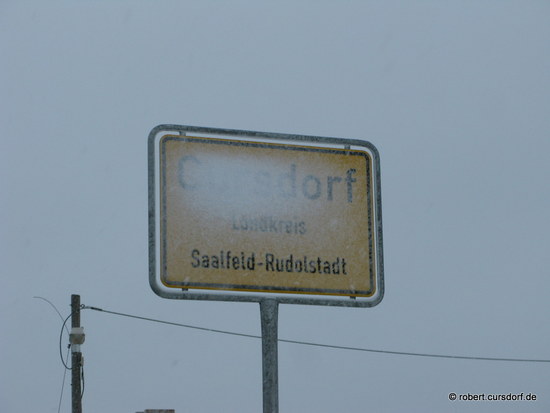 Cursdorf
Landkreis
Saalfeld-Rudolstadt
© robert.cursdorf.de